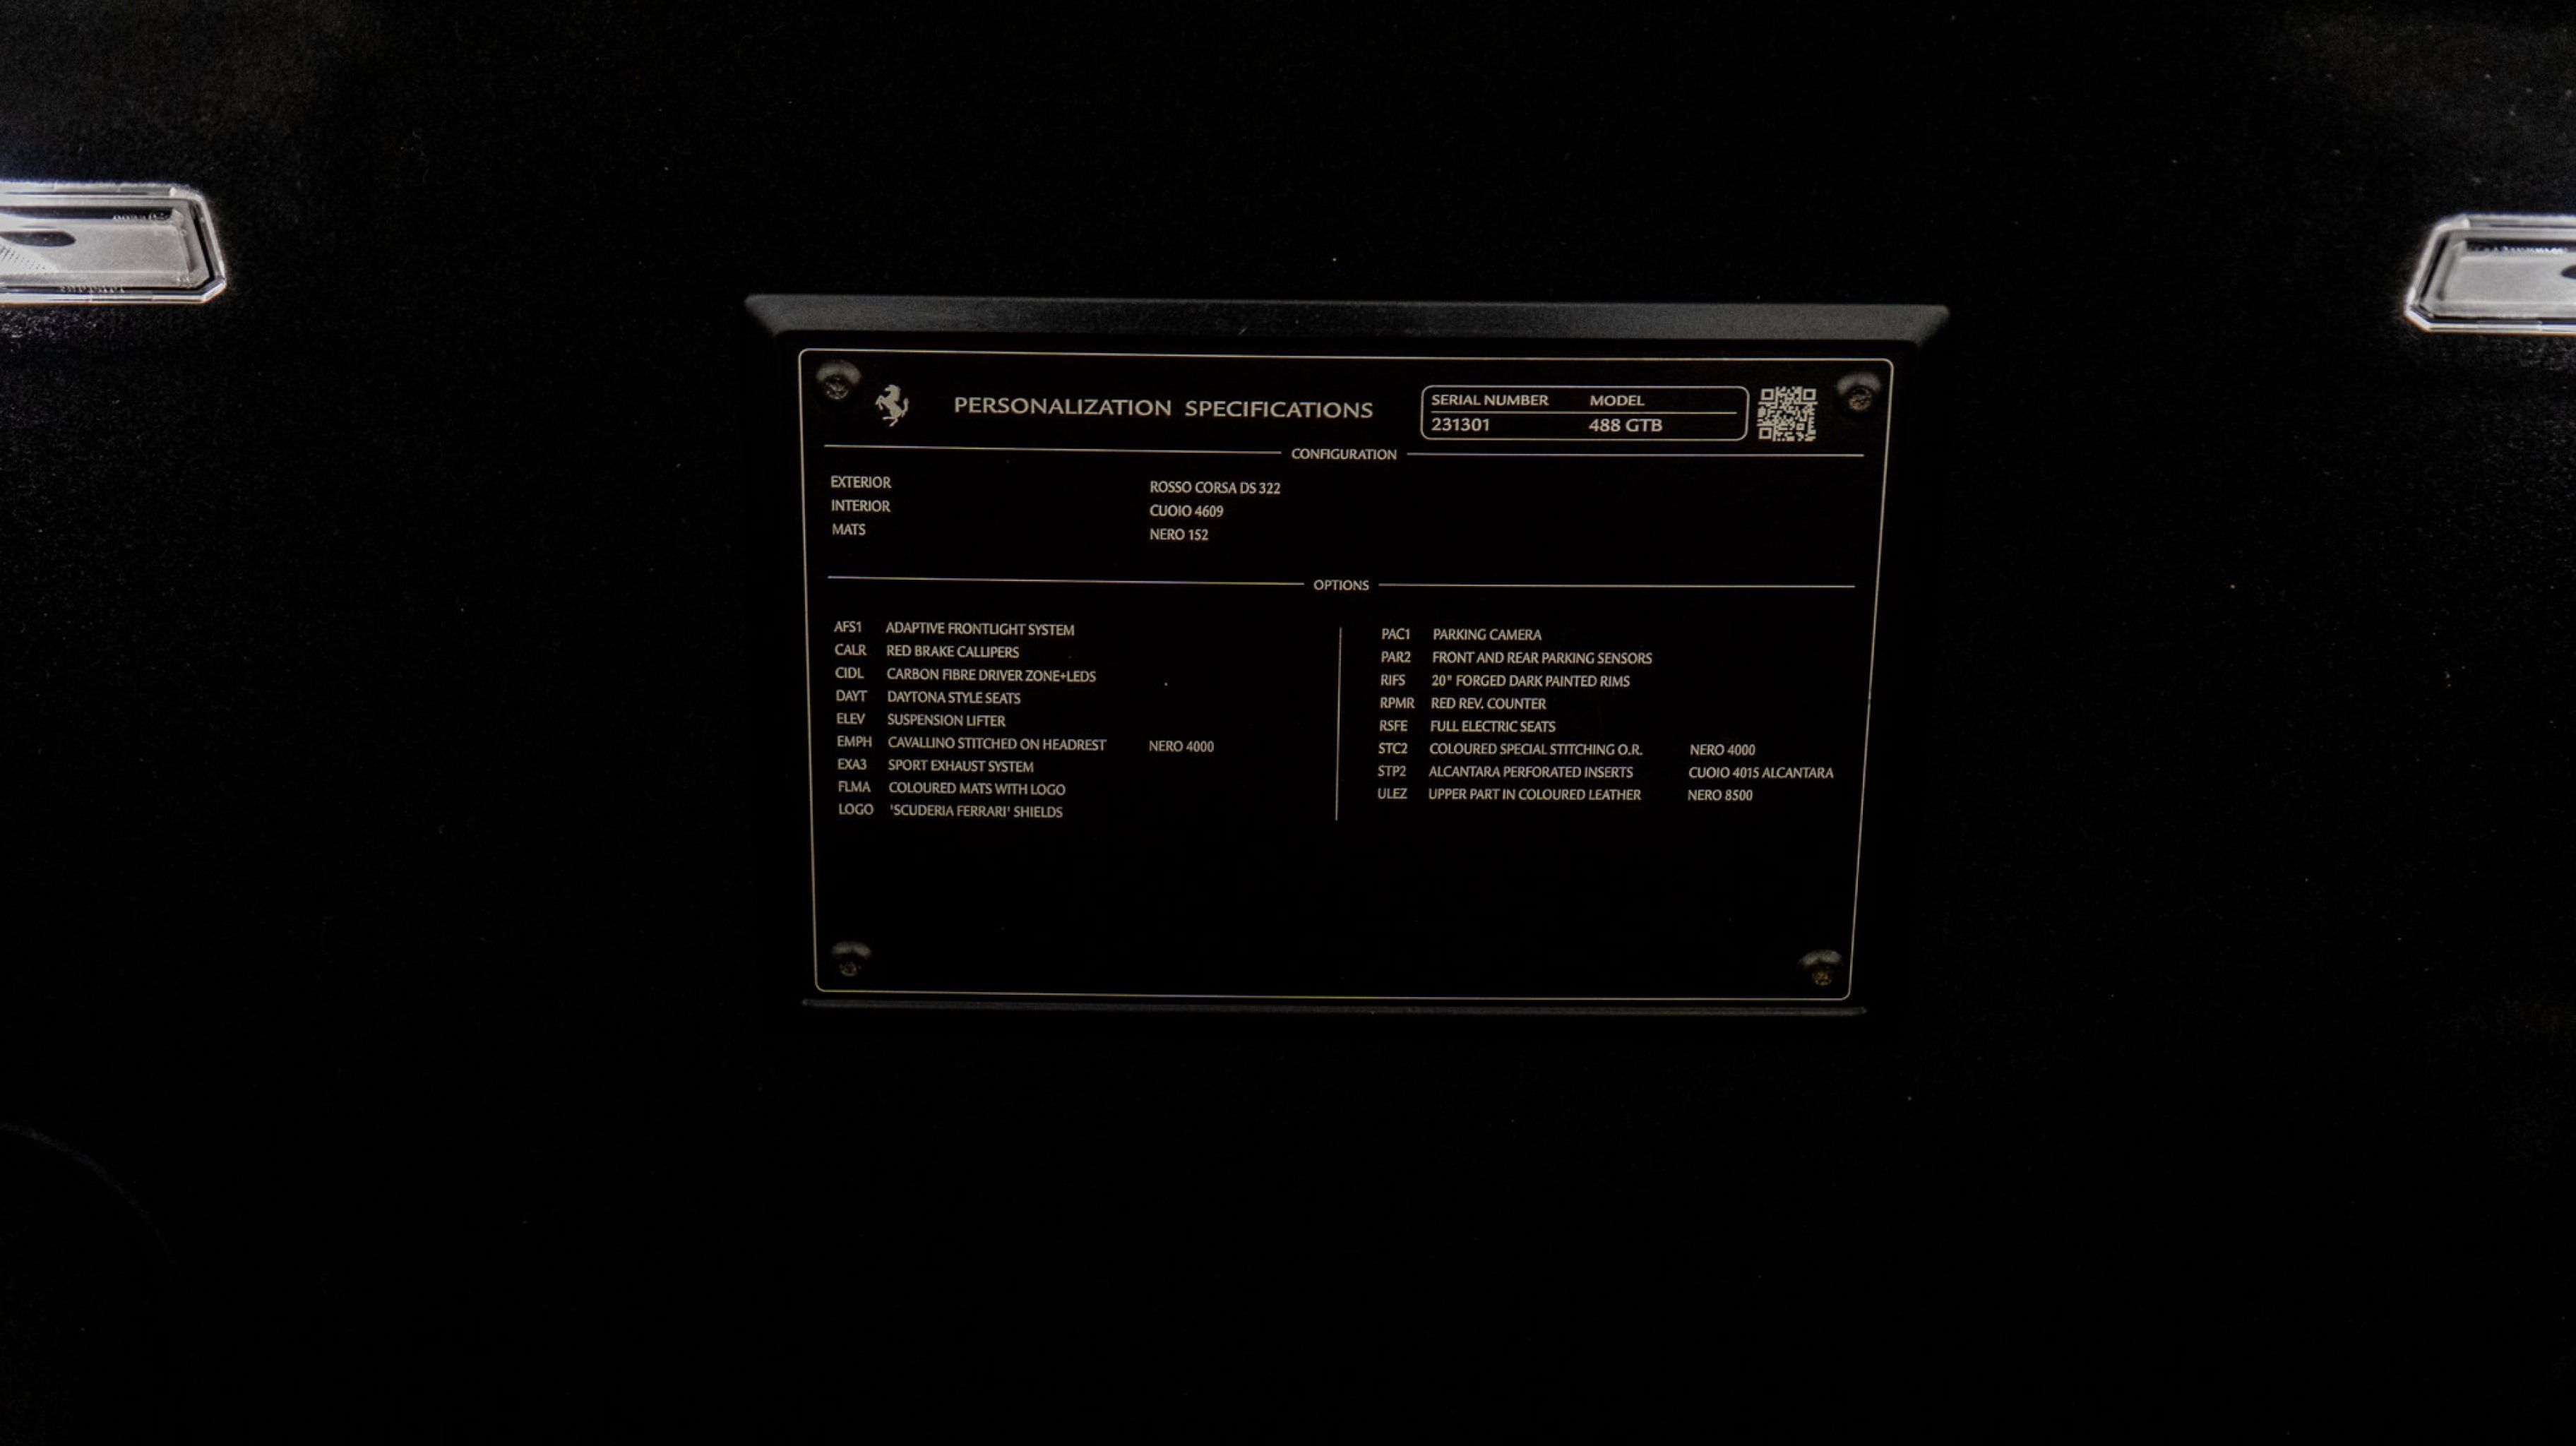 PERSONALIZATION SPECIFICATIONS
SERIAL NUMBER MODEL
231301 488 GTB
CONFIGURATION
EXTERIOR ROSSO CORSA DS 322
INTERIOR CUOIO 4609
MATS NERO 152
OPTIONS
AFS1 ADAPTIVE FRONTLIGHT SYSTEM
CALR RED BRAKE CALLIPERS
CIDL CARBON FIBRE DRIVER ZONE+LEDS
DAYT DAYTONA STYLE SEATS
ELEV SUSPENSION LIFTER
EMPH CAVALLINO STITCHED ON HEADREST NERO 4000
EXA3 SPORT EXHAUST SYSTEM
FLMA COLOURED MATS WITH LOGO
LOGO 'SCUDERIA FERRARI' SHIELDS
PAC1 PARKING CAMERA
PAR2 FRONT AND REAR PARKING SENSORS
RIFS 20" FORGED DARK PAINTED RIMS
RPMR RED REV. COUNTER
RSFE FULL ELECTRIC SEATS
STC2 COLOURED SPECIAL STITCHING O.R. NERO 4000
STP2 ALCANTARA PERFORATED INSERTS CUOIO 4015 ALCANTARA
ULEZ UPPER PART IN COLOURED LEATHER NERO 8500